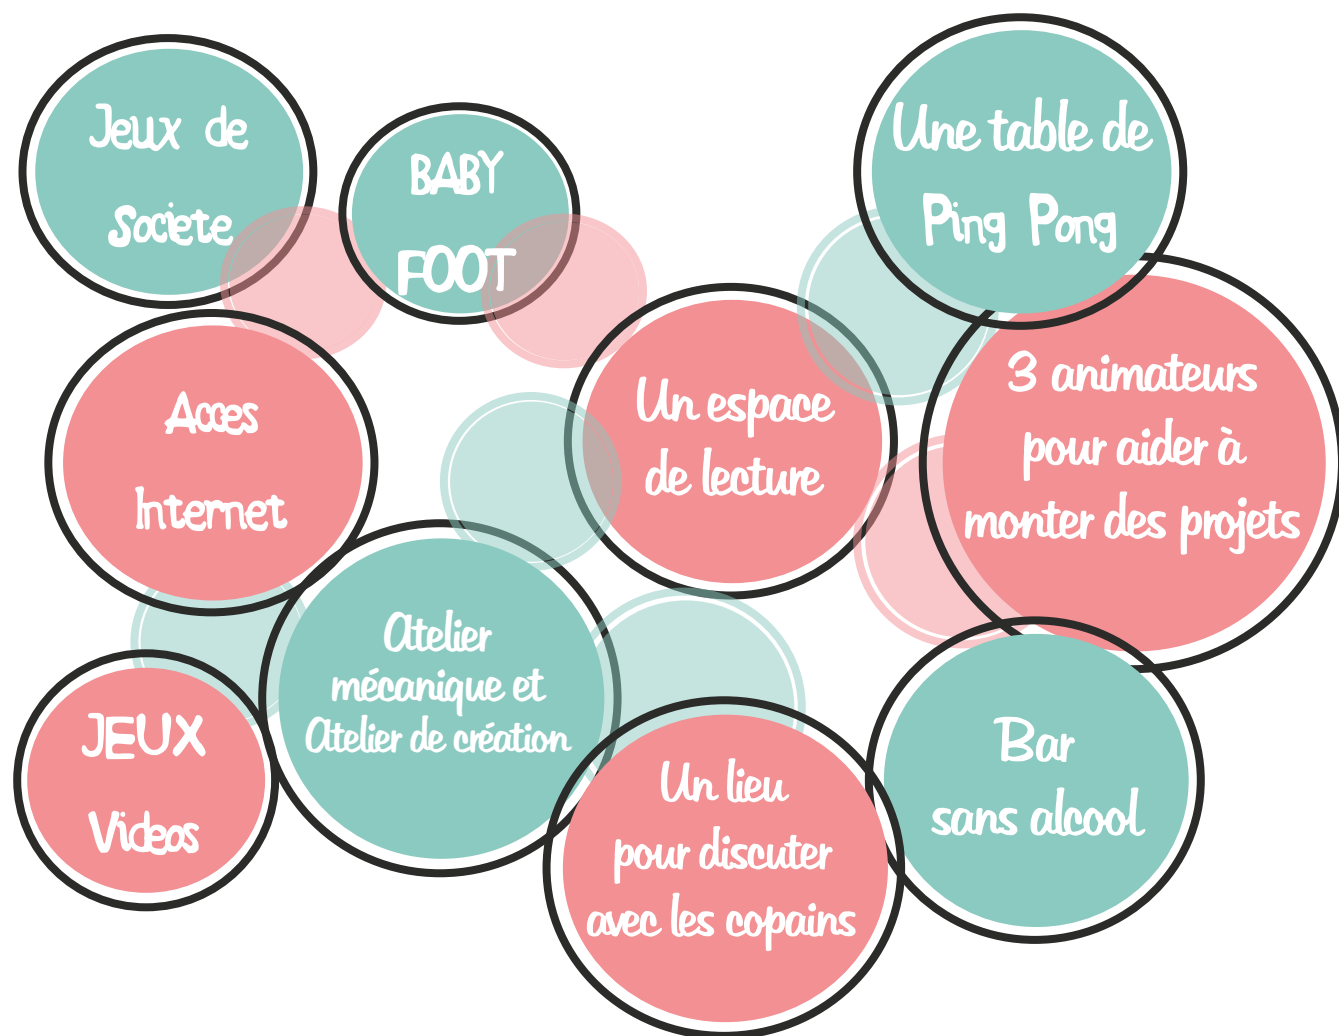 Jeux de
Societe
BABY
FOOT
Une table de
Ping Pong
Acces
Internet
Un espace
de lecture
3 animateurs
pour aider à
monter des projets
Atelier
mécanique et
Atelier de création
JEUX
Videos
Un lieu
pour discuter
avec les copains
Bar
sans alcool